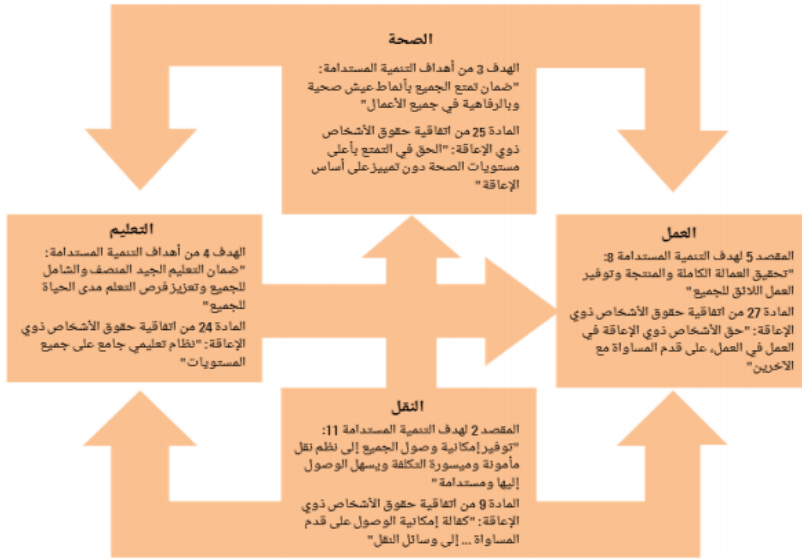 الصحة
الهدف 3 من أهداف التنمية المستدامة:
"ضمان تمتع الجميع بأنماط عيش صحية
وبالرفاهية في جميع الأعمال"
المادة 25 من اتفاقية حقوق الأشخاص
ذوي الإعاقة: "الحق في التمتع بأعلى
مستويات الصحة دون تمييز على أساس
الإعاقة"
العمل
المقصد 5 لهدف التنمية المستدامة 8:
"تحقيق العمالة الكاملة والمنتجة وتوفير
العمل اللائق للجميع"
المادة 27 من اتفاقية حقوق الأشخاص ذوي
الإعاقة: "حق الأشخاص ذوي الإعاقة في
العمل في العمل، على قدم المساواة مع
الآخرين"
التعليم
الهدف 4 من أهداف التنمية المستدامة:
"ضمان التعليم الجيد المنصف والشامل
للجميع وتعزيز فرص التعلم مدى الحياة
للجميع"
المادة 24 من اتفاقية حقوق الأشخاص ذوي
الإعاقة: "نظام تعليمي جامع على جميع
المستويات"
النقل
المقصد 2 لهدف التنمية المستدامة 11:
"توفير إمكانية وصول الجميع إلى نظم نقل
مأمونة وميسورة التكلفة ويسهل الوصول
إليها ومستدامة"
المادة 9 من اتفاقية حقوق الأشخاص ذوي
الإعاقة: "كفالة إمكانية الوصول على قدم
المساواة ... إلى وسائل النقل"